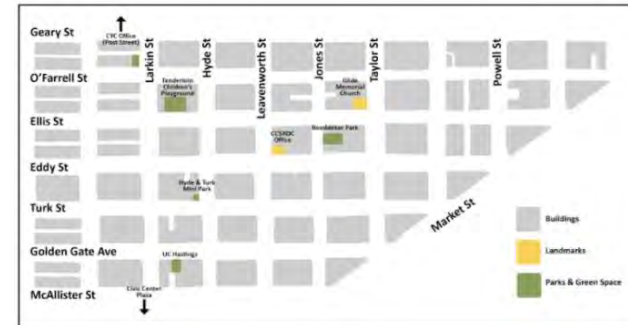 Geary St
CYC Office
(Post Street)
Larkin St
Hyde St
Leavenworth St
Jones St
Taylor St
Powell St
O'Farrell St
Tenderloin
Children's
Playground
Glide
Memorial
Church
Ellis St
CCSRDC
Office
Boeddeker Park
Eddy St
Hyde & Turk
Mini Park
Turk St
Market St
Buildings
Golden Gate Ave
UC Hastings
Landmarks
McAllister St
Civic Center
Plaza
Parks & Green Space